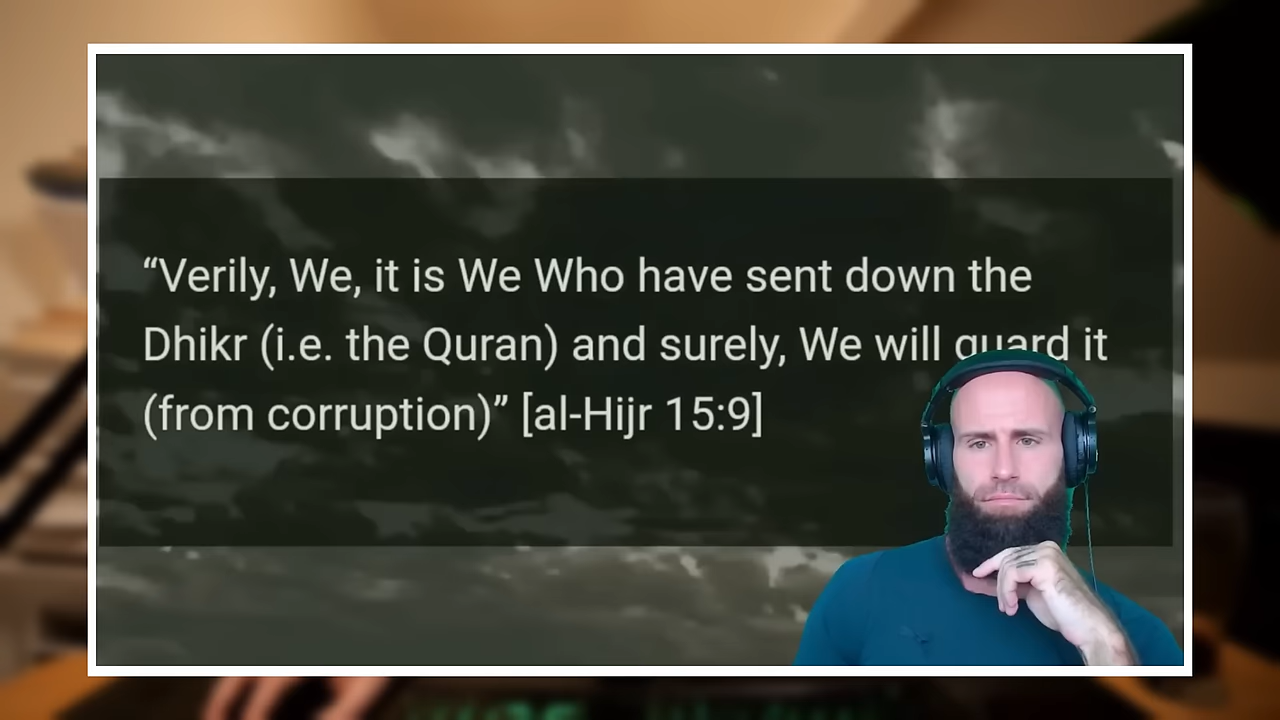 “Verily, We, it is We Who have sent down the
Dhikr (i.e. the Quran) and surely, We will guard it
(from corruption)” [al-Hijr 15:9]